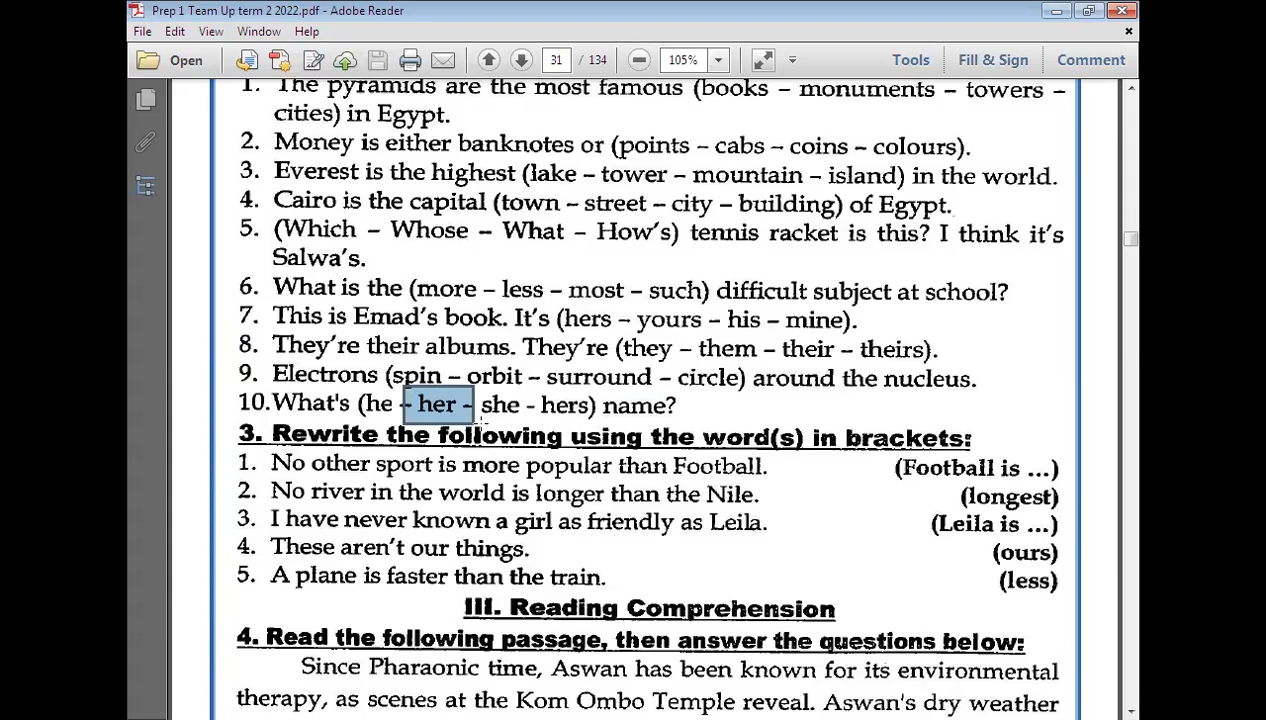 Prep 1 Team Up term 2 2022.pdf - Adobe Reader
File Edit View Window Help
Open 31 / 134 105% Tools Fill & Sign Comment
1. The pyramids are the most famous (books – monuments – towers –
cities) in Egypt.
2. Money is either banknotes or (points – cabs – coins – colours).
3. Everest is the highest (lake – tower – mountain – island) in the world.
4. Cairo is the capital (town – street – city – building) of Egypt.
5. (Which – Whose – What – How's) tennis racket is this? I think it's
Salwa's.
6. What is the (more – less – most – such) difficult subject at school?
7. This is Emad's book. It's (hers – yours – his – mine).
8. They're their albums. They're (they – them – their – theirs).
9. Electrons (spin – orbit – surround – circle) around the nucleus.
10.What's (he – her – she - hers) name?
3. Rewrite the following using the word(s) in brackets:
1. No other sport is more popular than Football. (Football is ...)
2. No river in the world is longer than the Nile. (longest)
3. I have never known a girl as friendly as Leila. (Leila is ...)
4. These aren't our things. (ours)
5. A plane is faster than the train. (less)
III. Reading Comprehension
4. Read the following passage, then answer the questions below:
Since Pharaonic time, Aswan has been known for its environmental
therapy, as scenes at the Kom Ombo Temple reveal. Aswan's dry weather